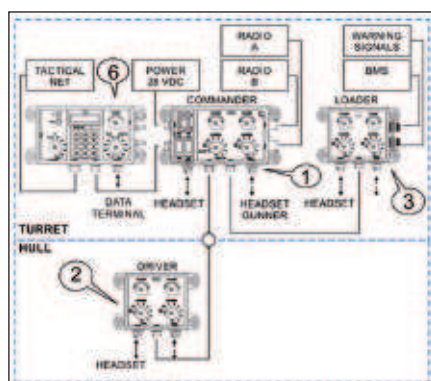 RADIO
A
WARNING
SIGNALS
TACTICAL
NET
6
POWER
28 VDC
RADIO
B
BMS
COMMANDER
LOADER
DATA
TERMINAL
HEADSET
HEADSET
GUNNER
1
HEADSET
3
TURRET
HULL
2
DRIVER
HEADSET